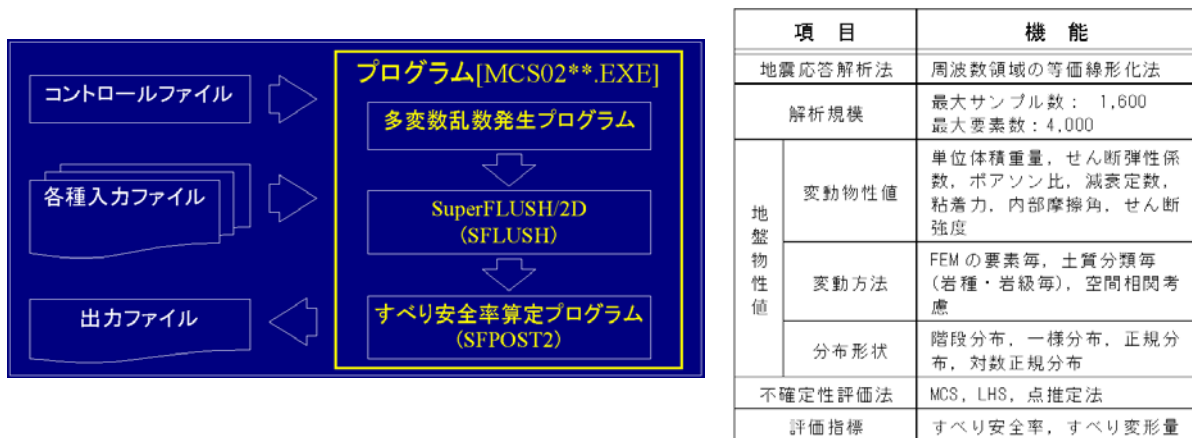 コントロールファイル
各種入力ファイル
出力ファイル
プログラム[MCS02**.EXE]
多変数乱数発生プログラム
SuperFLUSH/2D
(SFLUSH)
すべり安全率算定プログラム
(SFPOST2)
項 目 機 能
地震応答解析法 周波数領域の等価線形化法
解析規模 最大サンプル数： 1,600
最大要素数：4,000
地盤物性値
変動物性値 単位体積重量，せん断弾性係
数，ポアソン比，減衰定数，
粘着力，内部摩擦角，せん断
強度
変動方法 FEMの要素毎，土質分類毎
(岩種・岩級毎)，空間相関考
慮
分布形状 階段分布，一様分布，正規分
布，対数正規分布
不確定性評価法 MCS，LHS，点推定法
評価指標 すべり安全率，すべり変形量